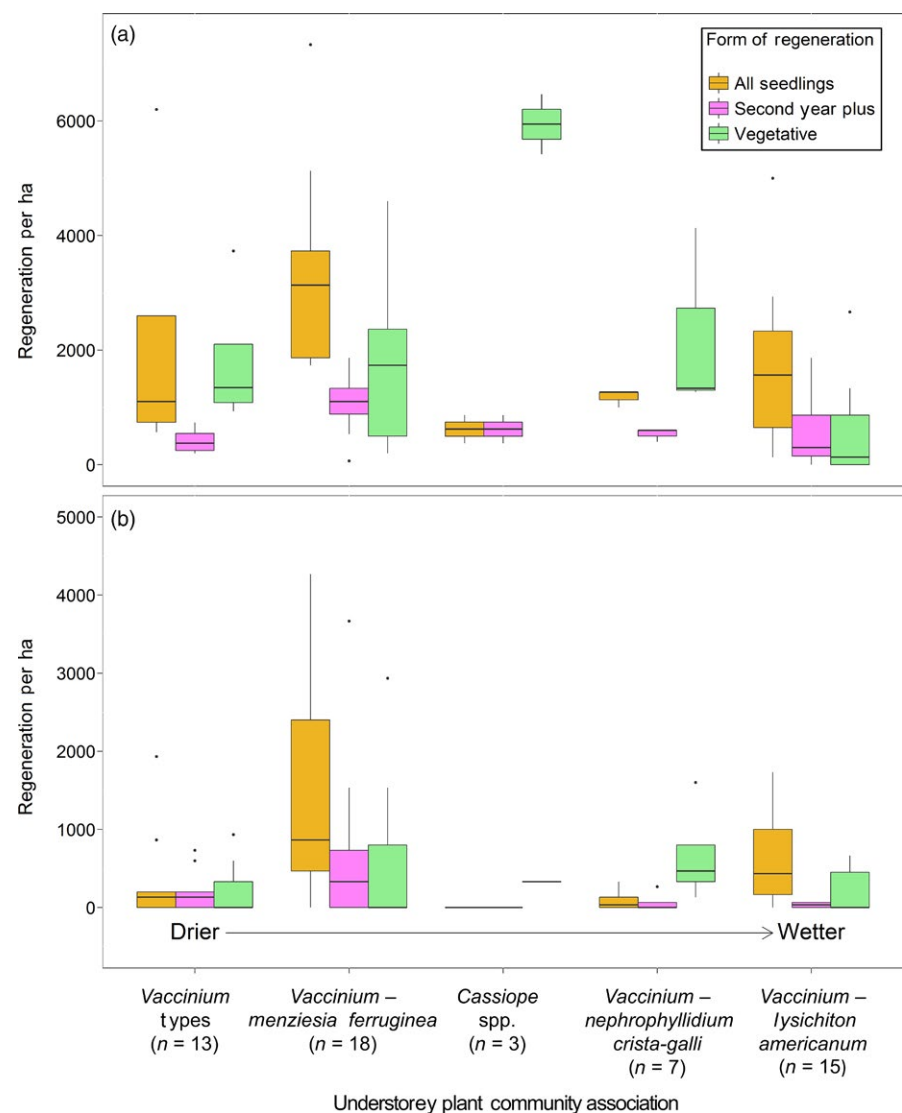 (a)
Form of regeneration
All seedlings
Second year plus
Vegetative
6000
4000
2000
0
Regeneration per ha
(b)
5000
4000
3000
2000
1000
0
Regeneration per ha
Drier
Wetter
Vaccinium
types
(n = 13)
Vaccinium –
menziesia ferruginea
(n = 18)
Cassiope
spp.
(n = 3)
Vaccinium –
nephrophyllidium
crista-galli
(n = 7)
Vaccinium –
lysichiton
americanum
(n = 15)
Understorey plant community association